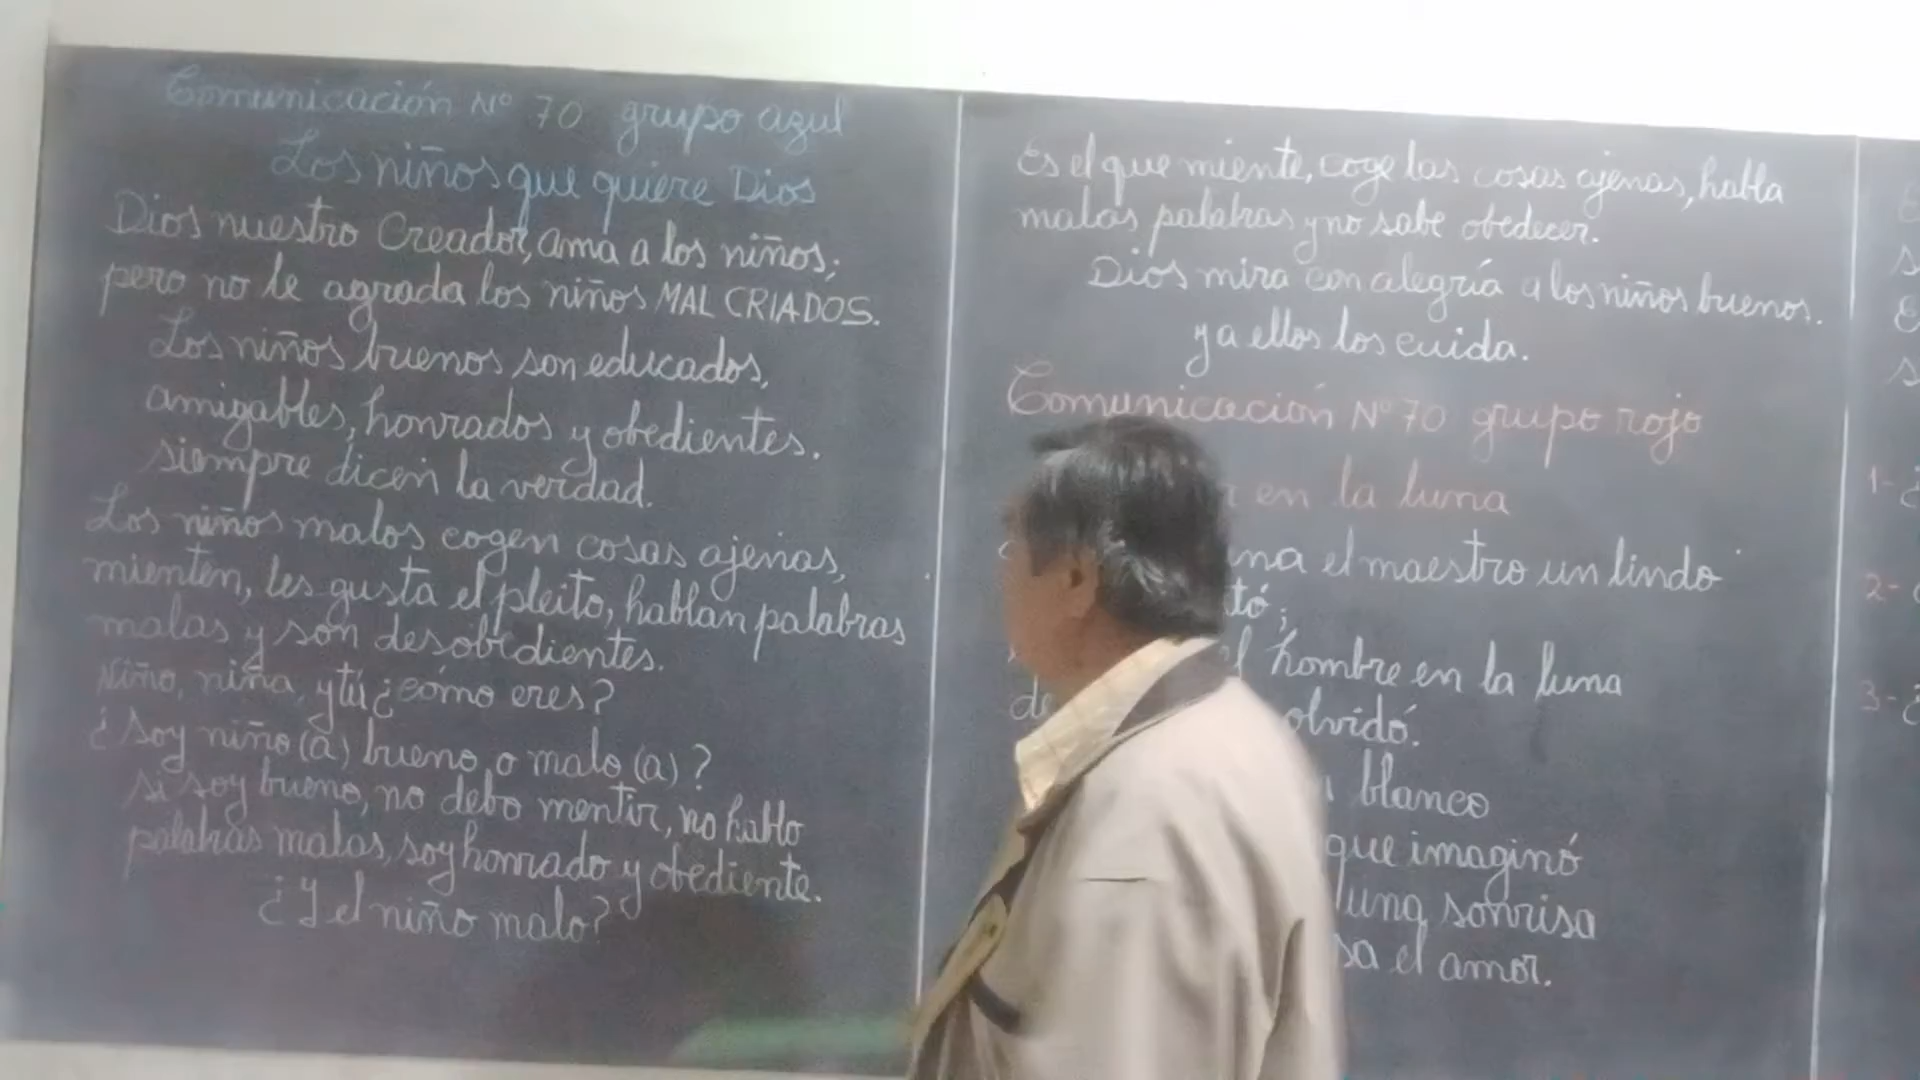 Comunicación N° 70 grupo azul
Los niños que quiere Dios
Dios nuestro Creador, ama a los niños;
pero no le agrada los niños MAL CRIADOS.
Los niños buenos son educados,
amigables, honrados y obedientes.
siempre dicen la verdad.
Los niños malos cogen cosas ajenas,
mienten, les gusta el pleito, hablan palabras
malas y son desobedientes.
Niño, niña, y tú ¿cómo eres?
¿Soy niño (a) bueno, o malo (a)?
Si soy bueno, no debo mentir, no hablo
palabras malas, soy honrado y obediente.
¿Y el niño malo?
Es el que miente, coge las cosas ajenas, habla
malas palabras y no sabe obedecer.
Dios mira con alegría a los niños buenos.
y a ellos los cuida.
Comunicación N° 70 grupo rojo
en la luna
el maestro un lindo
el hombre en la luna
olvidó.
blanco
que imaginó
una sonrisa
el amor.
1- ¿
2- ¿
3- ¿